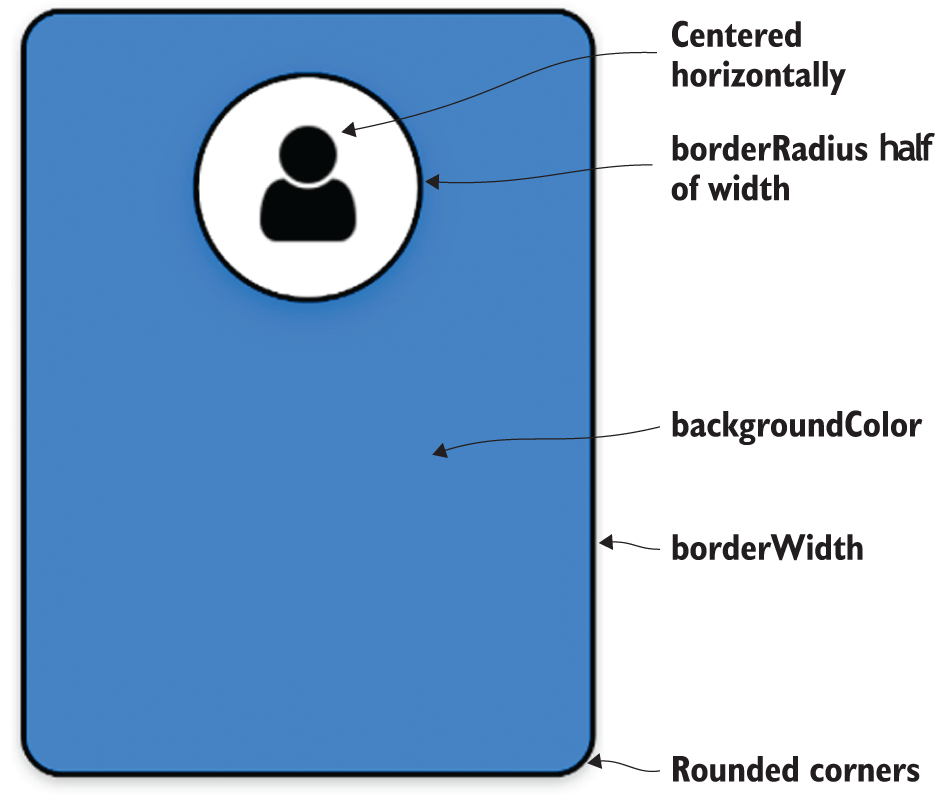 Centered
horizontally
borderRadius half
of width
backgroundColor
borderWidth
Rounded corners